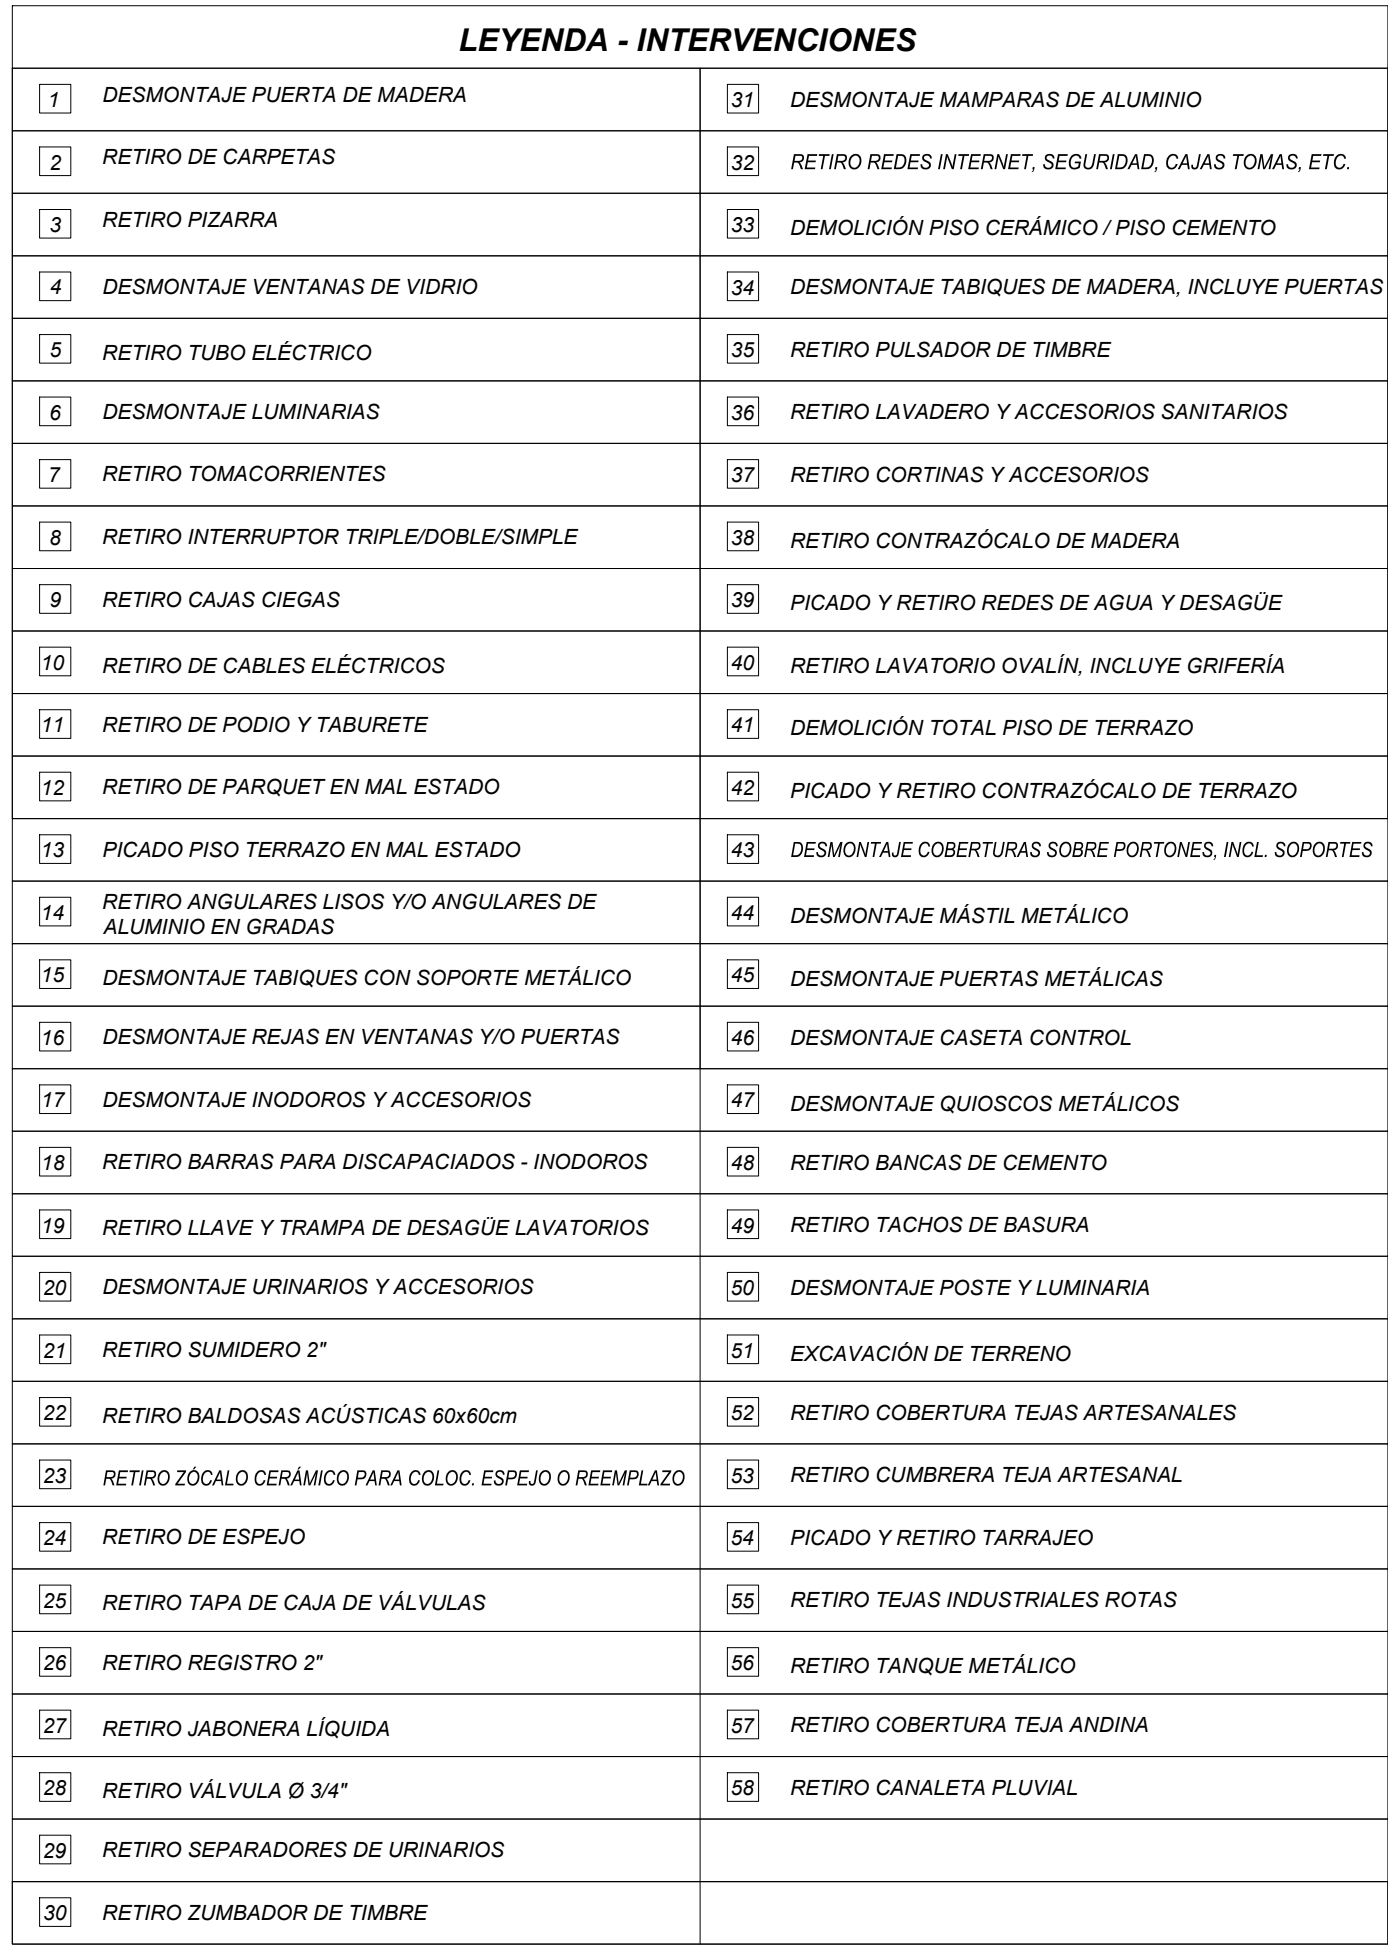 LEYENDA - INTERVENCIONES
1 DESMONTAJE PUERTA DE MADERA
2 RETIRO DE CARPETAS
3 RETIRO PIZARRA
4 DESMONTAJE VENTANAS DE VIDRIO
5 RETIRO TUBO ELÉCTRICO
6 DESMONTAJE LUMINARIAS
7 RETIRO TOMACORRIENTES
8 RETIRO INTERRUPTOR TRIPLE/DOBLE/SIMPLE
9 RETIRO CAJAS CIEGAS
10 RETIRO DE CABLES ELÉCTRICOS
11 RETIRO DE PODIO Y TABURETE
12 RETIRO DE PARQUET EN MAL ESTADO
13 PICADO PISO TERRAZO EN MAL ESTADO
14 RETIRO ANGULARES LISOS Y/O ANGULARES DE
ALUMINIO EN GRADAS
15 DESMONTAJE TABIQUES CON SOPORTE METÁLICO
16 DESMONTAJE REJAS EN VENTANAS Y/O PUERTAS
17 DESMONTAJE INODOROS Y ACCESORIOS
18 RETIRO BARRAS PARA DISCAPACIADOS - INODOROS
19 RETIRO LLAVE Y TRAMPA DE DESAGÜE LAVATORIOS
20 DESMONTAJE URINARIOS Y ACCESORIOS
21 RETIRO SUMIDERO 2"
22 RETIRO BALDOSAS ACÚSTICAS 60x60cm
23 RETIRO ZÓCALO CERÁMICO PARA COLOC. ESPEJO O REEMPLAZO
24 RETIRO DE ESPEJO
25 RETIRO TAPA DE CAJA DE VÁLVULAS
26 RETIRO REGISTRO 2"
27 RETIRO JABONERA LÍQUIDA
28 RETIRO VÁLVULA Ø 3/4"
29 RETIRO SEPARADORES DE URINARIOS
30 RETIRO ZUMBADOR DE TIMBRE
31 DESMONTAJE MAMPARAS DE ALUMINIO
32 RETIRO REDES INTERNET, SEGURIDAD, CAJAS TOMAS, ETC.
33 DEMOLICIÓN PISO CERÁMICO / PISO CEMENTO
34 DESMONTAJE TABIQUES DE MADERA, INCLUYE PUERTAS
35 RETIRO PULSADOR DE TIMBRE
36 RETIRO LAVADERO Y ACCESORIOS SANITARIOS
37 RETIRO CORTINAS Y ACCESORIOS
38 RETIRO CONTRAZÓCALO DE MADERA
39 PICADO Y RETIRO REDES DE AGUA Y DESAGÜE
40 RETIRO LAVATORIO OVALÍN, INCLUYE GRIFERÍA
41 DEMOLICIÓN TOTAL PISO DE TERRAZO
42 PICADO Y RETIRO CONTRAZÓCALO DE TERRAZO
43 DESMONTAJE COBERTURAS SOBRE PORTONES, INCL. SOPORTES
44 DESMONTAJE MÁSTIL METÁLICO
45 DESMONTAJE PUERTAS METÁLICAS
46 DESMONTAJE CASETA CONTROL
47 DESMONTAJE QUIOSCOS METÁLICOS
48 RETIRO BANCAS DE CEMENTO
49 RETIRO TACHOS DE BASURA
50 DESMONTAJE POSTE Y LUMINARIA
51 EXCAVACIÓN DE TERRENO
52 RETIRO COBERTURA TEJAS ARTESANALES
53 RETIRO CUMBRERA TEJA ARTESANAL
54 PICADO Y RETIRO TARRAJEO
55 RETIRO TEJAS INDUSTRIALES ROTAS
56 RETIRO TANQUE METÁLICO
57 RETIRO COBERTURA TEJA ANDINA
58 RETIRO CANALETA PLUVIAL